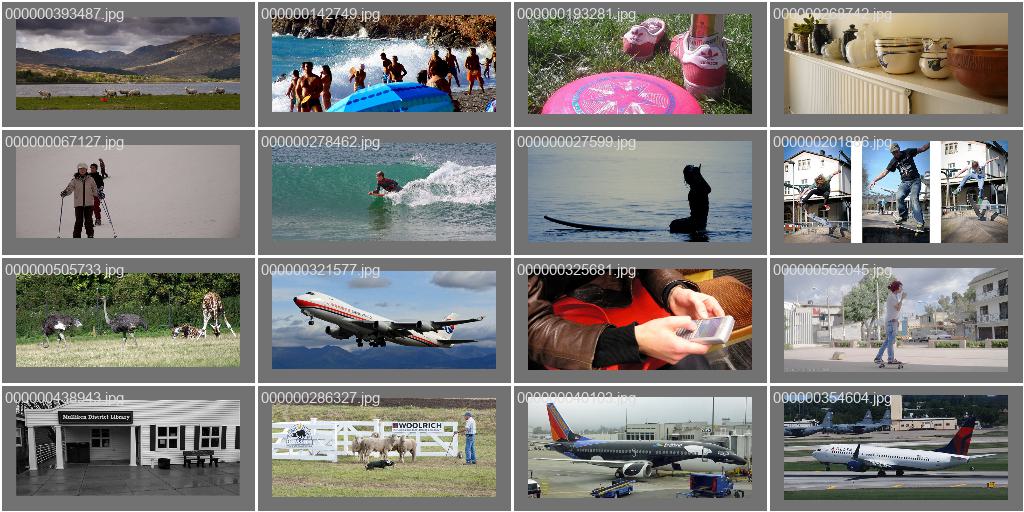 000000393487.jpg
000000142749.jpg
000000193281.jpg
000000268742.jpg
000000067127.jpg
000000278462.jpg
000000027599.jpg
000000201886.jpg
000000505733.jpg
000000321577.jpg
000000325681.jpg
000000562045.jpg
000000438943.jpg
Mulliken District Library
000000286327.jpg
WOOLRICH
000000040102.jpg
000000354604.jpg